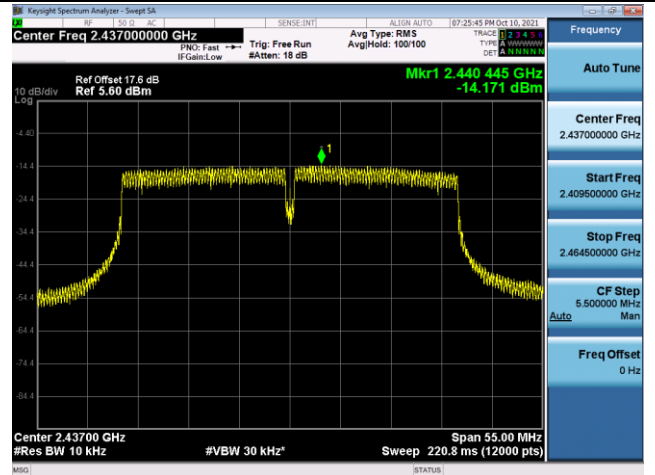 Keysight Spectrum Analyzer - Swept SA
RF 50 Ω AC SENSE:INT ALIGN AUTO 07:25:45 PM Oct 10, 2021
Center Freq 2.437000000 GHz
PNO: Fast
IFGain:Low
Trig: Free Run
#Atten: 18 dB
Avg Type: RMS
Avg|Hold: 100/100
TRACE 1 2 3 4 5 6
TYPE A WWWWW
DET A N N N N N
Ref Offset 17.6 dB
10 dB/div Ref 5.60 dBm
Log
Mkr1 2.440 445 GHz
-14.171 dBm
1
-4.40
-14.4
-24.4
-34.4
-44.4
-54.4
-64.4
-74.4
-84.4
Center 2.43700 GHz
#Res BW 10 kHz
#VBW 30 kHz*
Span 55.00 MHz
Sweep 220.8 ms (12000 pts)
MSG
STATUS
Frequency
Auto Tune
Center Freq
2.437000000 GHz
Start Freq
2.409500000 GHz
Stop Freq
2.464500000 GHz
CF Step
5.500000 MHz
Auto Man
Freq Offset
0 Hz